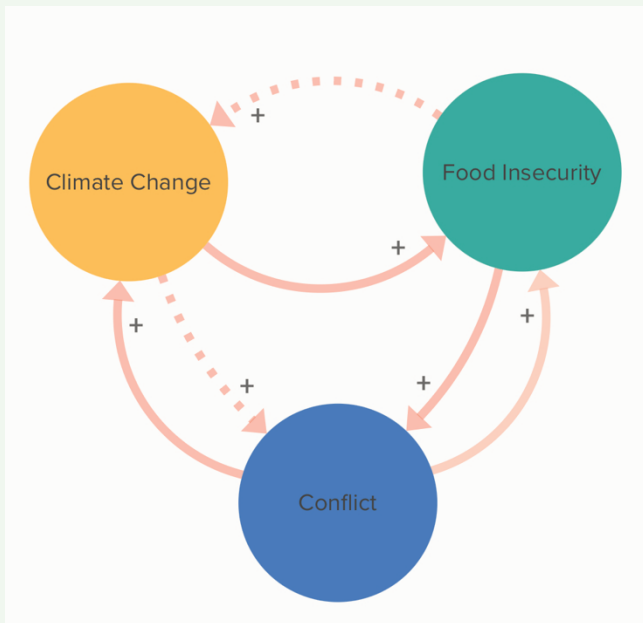 +
Climate Change
Food Insecurity
+
+
+
+
+
Conflict